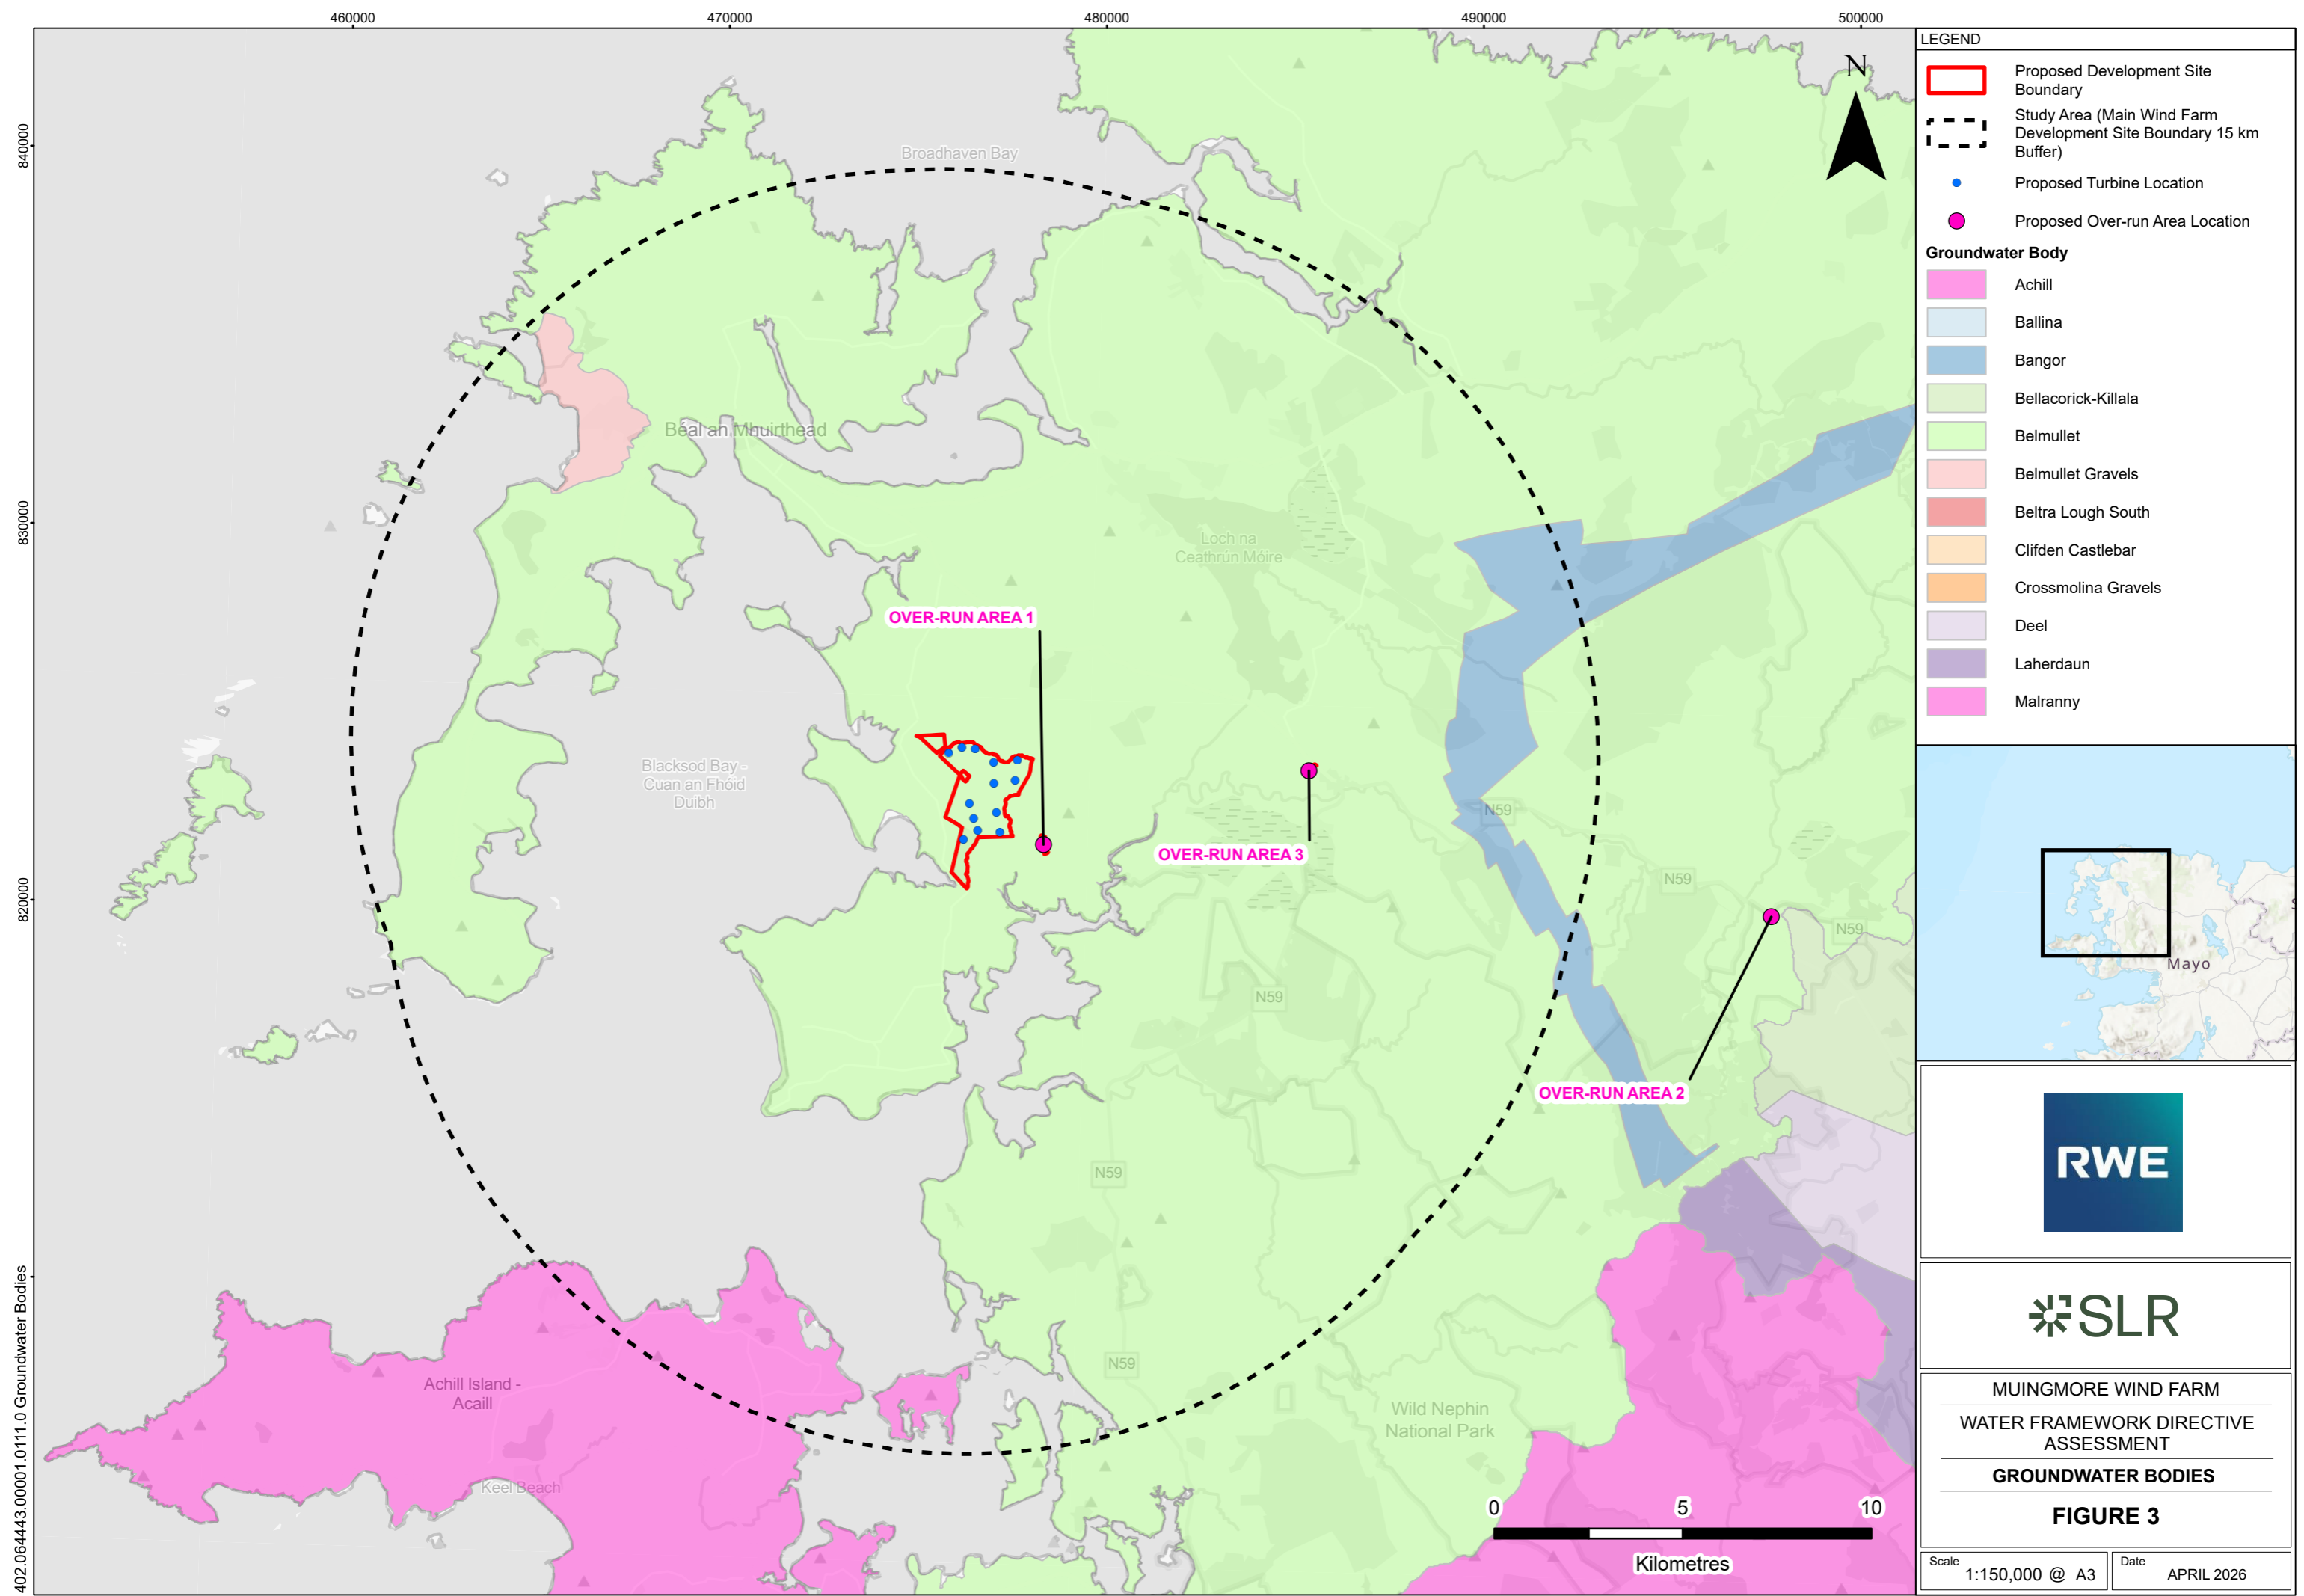 460000
470000
480000
490000
500000
840000
830000
820000
402.064443.00001.0111.0 Groundwater Bodies
N
Broadhaven Bay
Béal an Mhuirthead
Loch na
Ceathrún Móire
OVER-RUN AREA 1
Blacksod Bay -
Cuan an Fhóid
Duibh
N59
OVER-RUN AREA 3
N59
N59
N59
OVER-RUN AREA 2
N59
N59
Achill Island -
Acaill
Keel Beach
Wild Nephin
National Park
0 5 10
Kilometres
LEGEND
Proposed Development Site
Boundary
Study Area (Main Wind Farm
Development Site Boundary 15 km
Buffer)
Proposed Turbine Location
Proposed Over-run Area Location
Groundwater Body
Achill
Ballina
Bangor
Bellacorick-Killala
Belmullet
Belmullet Gravels
Beltra Lough South
Clifden Castlebar
Crossmolina Gravels
Deel
Laherdaun
Malranny
Mayo
RWE
SLR
MUINGMORE WIND FARM
WATER FRAMEWORK DIRECTIVE
ASSESSMENT
GROUNDWATER BODIES
FIGURE 3
Scale
1:150,000 @ A3
Date
APRIL 2026